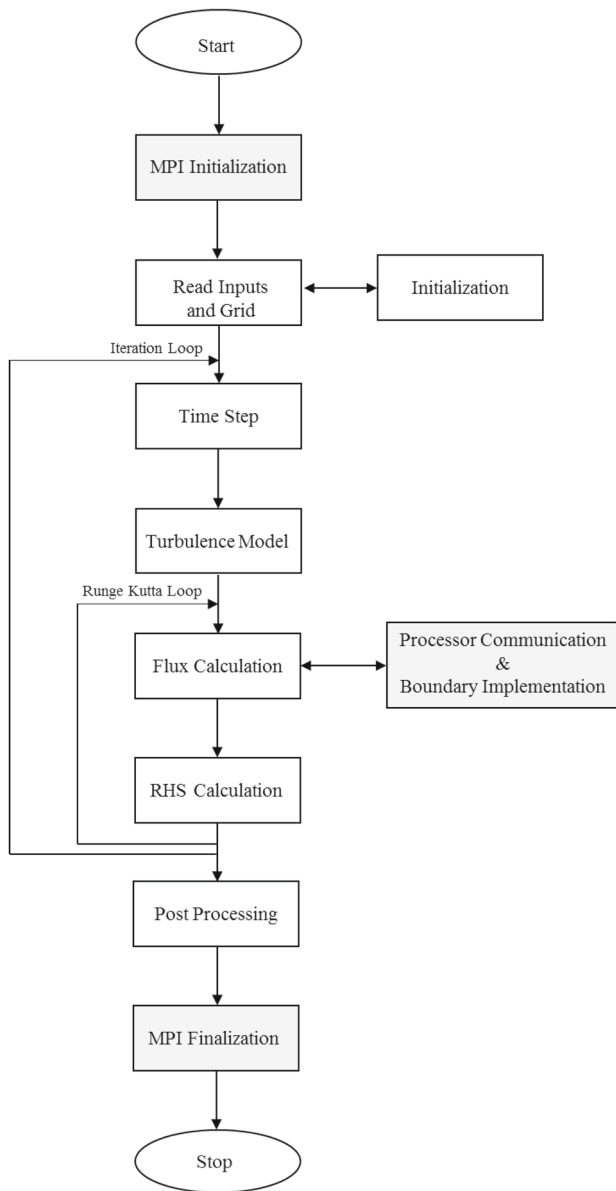 Start
MPI Initialization
Read Inputs
and Grid
Initialization
Iteration Loop
Time Step
Turbulence Model
Runge Kutta Loop
Flux Calculation
Processor Communication
&
Boundary Implementation
RHS Calculation
Post Processing
MPI Finalization
Stop